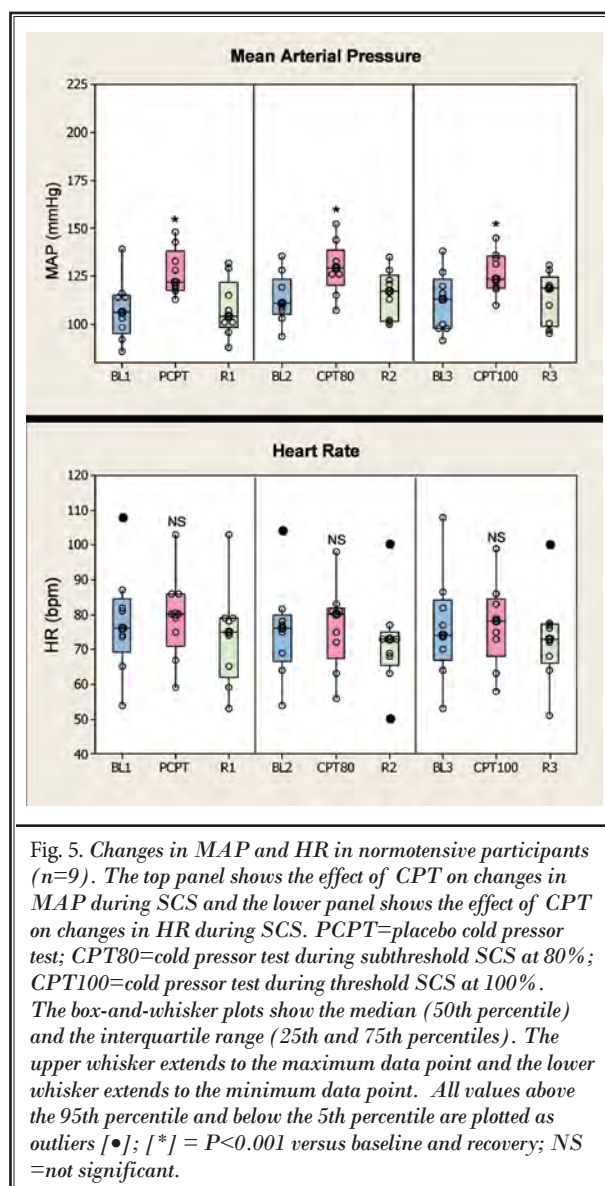 Mean Arterial Pressure
225
200
175
150
125
100
MAP (mmHg)
*
*
*
BL1 PCPT R1 BL2 CPT80 R2 BL3 CPT100 R3
Heart Rate
120
110
100
90
80
70
60
50
40
HR (bpm)
NS
NS
NS
BL1 PCPT R1 BL2 CPT80 R2 BL3 CPT100 R3
Fig. 5. Changes in MAP and HR in normotensive participants
(n=9). The top panel shows the effect of CPT on changes in
MAP during SCS and the lower panel shows the effect of CPT
on changes in HR during SCS. PCPT=placebo cold pressor
test; CPT80=cold pressor test during subthreshold SCS at 80%;
CPT100=cold pressor test during threshold SCS at 100%.
The box-and-whisker plots show the median (50th percentile)
and the interquartile range (25th and 75th percentiles). The
upper whisker extends to the maximum data point and the lower
whisker extends to the minimum data point. All values above
the 95th percentile and below the 5th percentile are plotted as
outliers [•]; [*] = P<0.001 versus baseline and recovery; NS
=not significant.